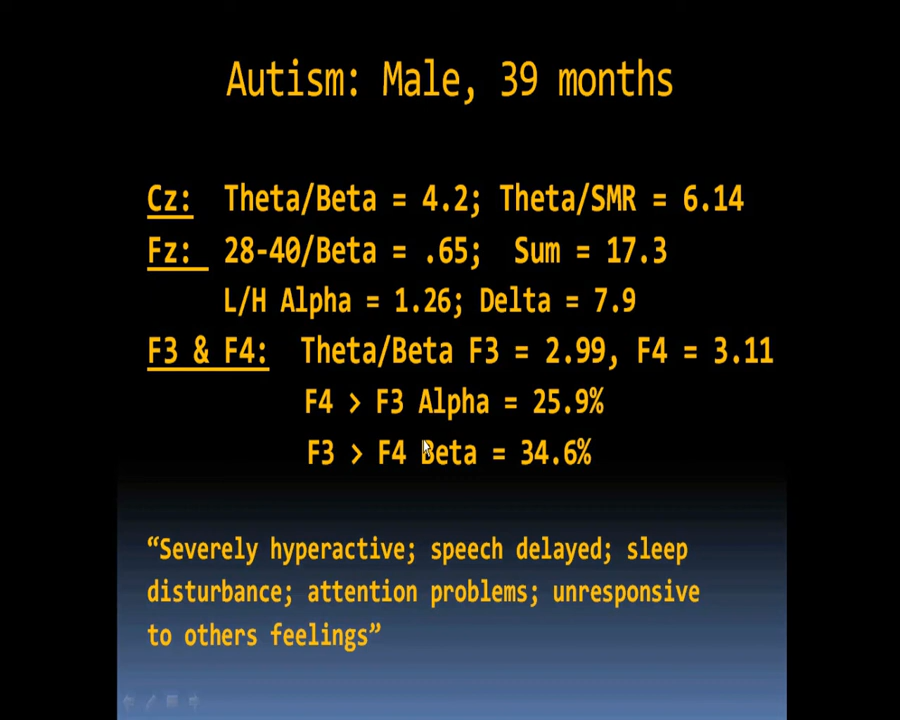 Autism: Male, 39 months
Cz: Theta/Beta = 4.2; Theta/SMR = 6.14
Fz: 28-40/Beta = .65; Sum = 17.3
L/H Alpha = 1.26; Delta = 7.9
F3 & F4: Theta/Beta F3 = 2.99, F4 = 3.11
F4 > F3 Alpha = 25.9%
F3 > F4 Beta = 34.6%
“Severely hyperactive; speech delayed; sleep
disturbance; attention problems; unresponsive
to others feelings”